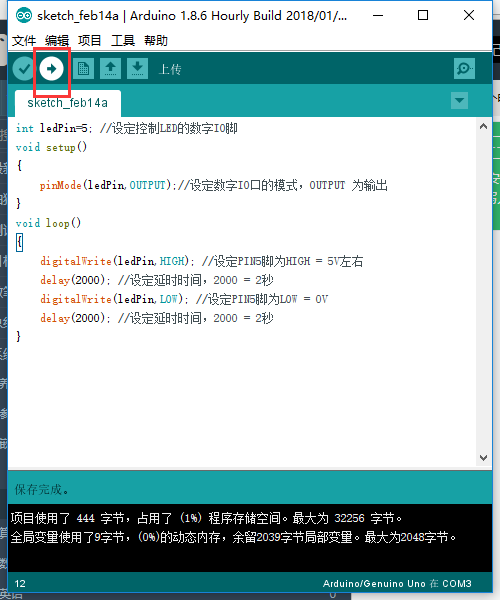 sketch_feb14a | Arduino 1.8.6 Hourly Build 2018/01/...
文件 编辑 项目 工具 帮助
上传
sketch_feb14a
int ledPin=5; //设定控制LED的数字IO脚
void setup()
{
pinMode(ledPin,OUTPUT);//设定数字IO口的模式，OUTPUT 为输出
}
void loop()
{
digitalWrite(ledPin,HIGH); //设定PIN5脚为HIGH = 5V左右
delay(2000); //设定延时时间，2000 = 2秒
digitalWrite(ledPin,LOW); //设定PIN5脚为LOW = 0V
delay(2000); //设定延时时间，2000 = 2秒
}
保存完成。
项目使用了 444 字节，占用了 (1%) 程序存储空间。最大为 32256 字节。
全局变量使用了9字节，(0%)的动态内存，余留2039字节局部变量。最大为2048字节。
12
Arduino/Genuino Uno 在 COM3